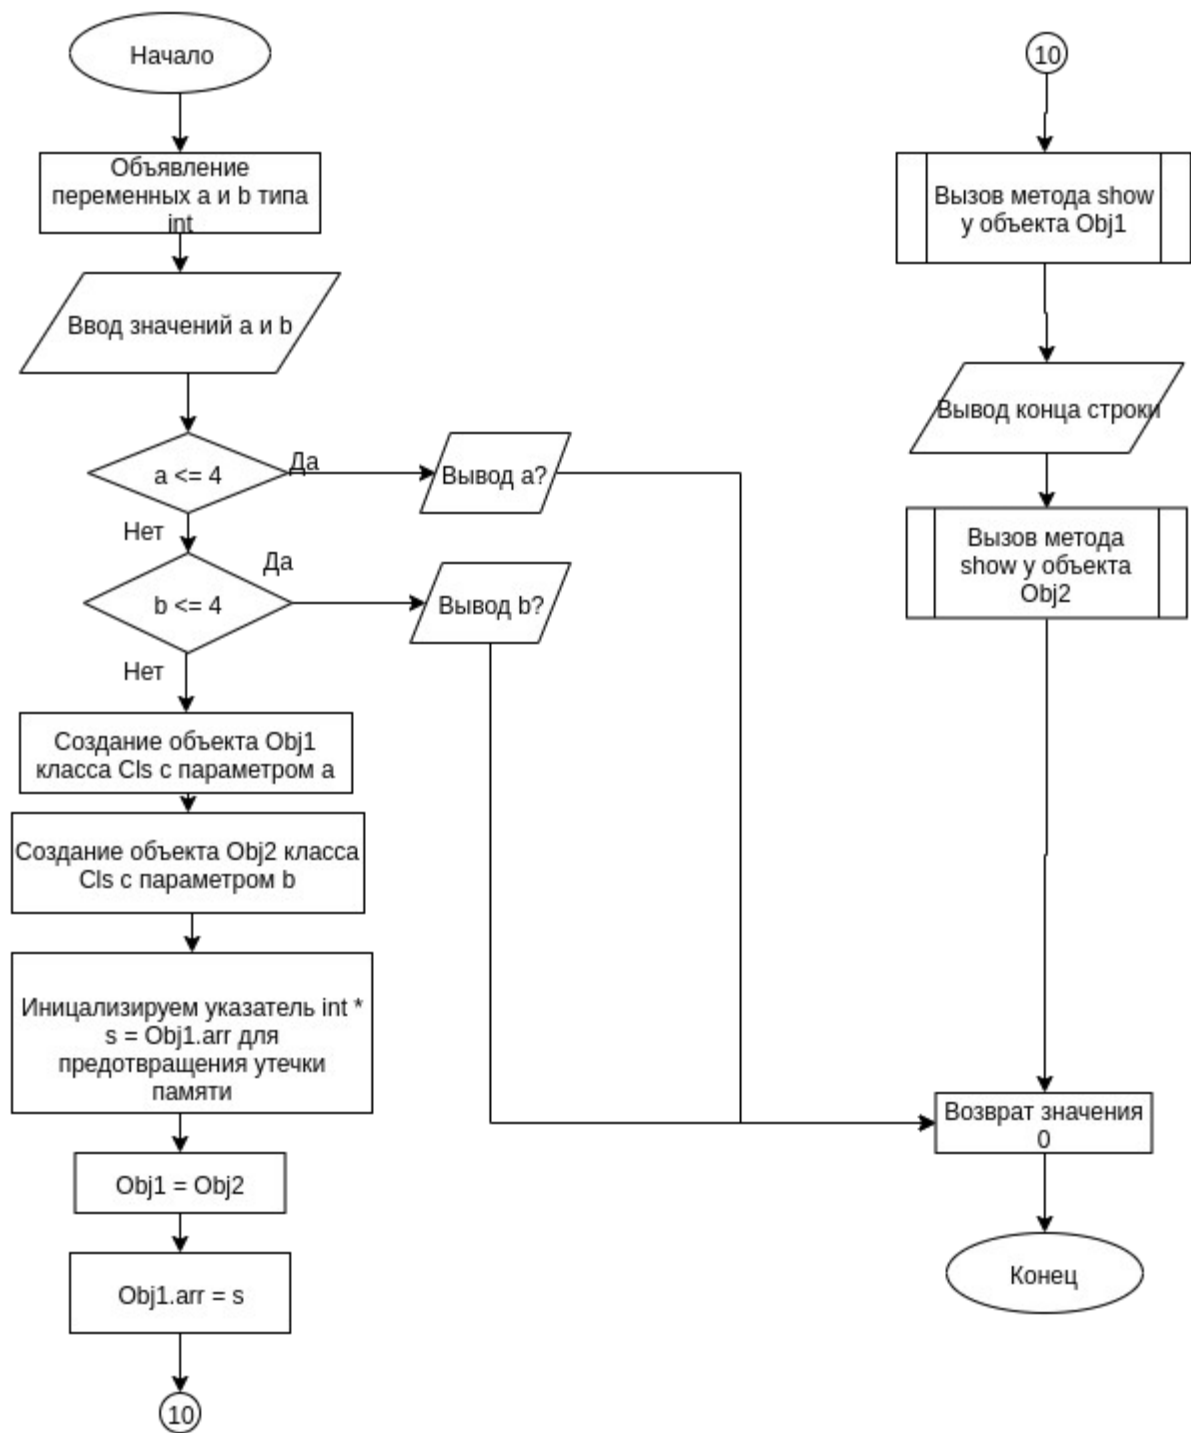 Начало
Объявление
переменных a и b типа
int
Ввод значений a и b
a <= 4
Да
Вывод a?
Нет
b <= 4
Да
Вывод b?
Нет
Создание объекта Obj1
класса Cls с параметром a
Создание объекта Obj2 класса
Cls с параметром b
Инициализируем указатель int *
s = Obj1.arr для
предотвращения утечки
памяти
Obj1 = Obj2
Obj1.arr = s
10
10
Вызов метода show
у объекта Obj1
Вывод конца строки
Вызов метода
show у объекта
Obj2
Возврат значения
0
Конец